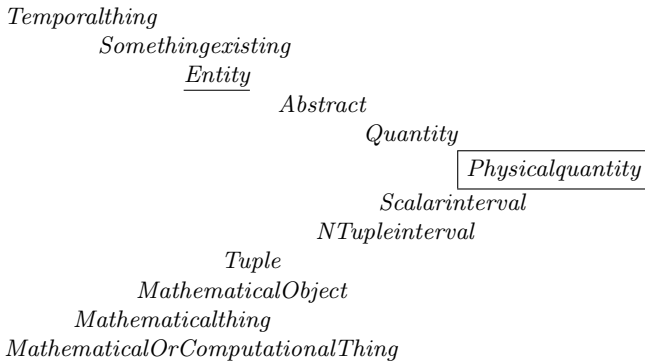 Temporalthing
Somethingexisting
Entity
Abstract
Quantity
Physicalquantity
Scalarinterval
NTupleinterval
Tuple
MathematicalObject
Mathematicalthing
MathematicalOrComputationalThing